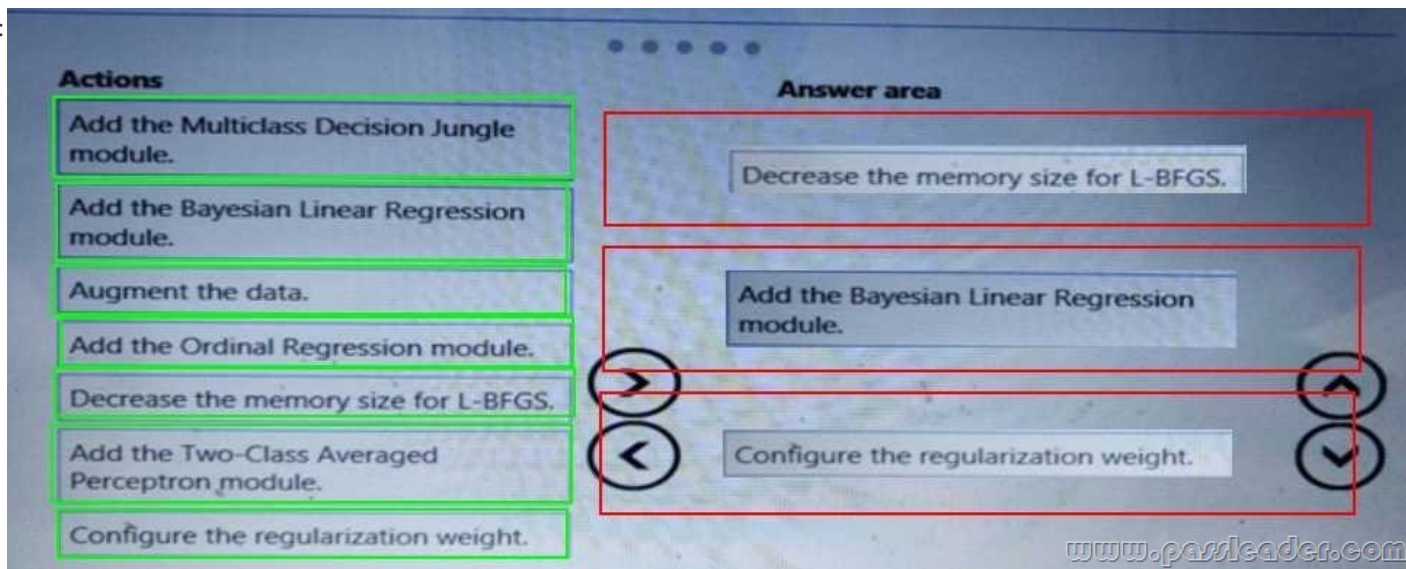 :
Actions
Add the Multiclass Decision Jungle
module.
Add the Bayesian Linear Regression
module.
Augment the data.
Add the Ordinal Regression module.
Decrease the memory size for L-BFGS.
Add the Two-Class Averaged
Perceptron module.
Configure the regularization weight.
Answer area
Decrease the memory size for L-BFGS.
Add the Bayesian Linear Regression
module.
Configure the regularization weight.
www.passleader.com